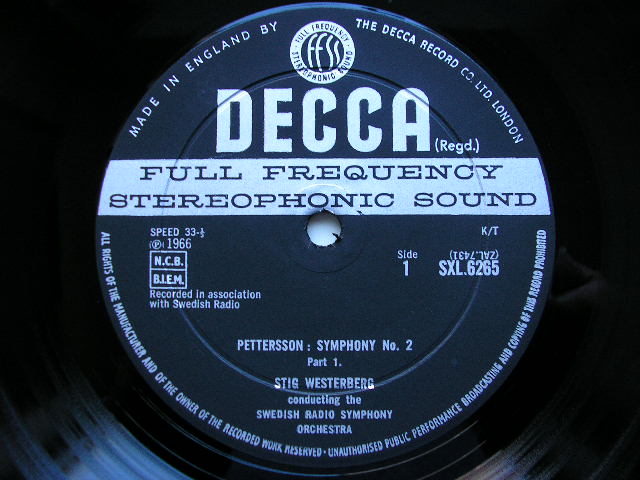 MADE IN ENGLAND BY
THE DECCA RECORD CO. LTD. LONDON
FULL FREQUENCY
FFSS
STEREOPHONIC SOUND
DECCA (Regd.)
FULL FREQUENCY
STEREOPHONIC SOUND
SPEED 33-⅓
Ⓟ 1966
K/T
N.C.B.
B.I.E.M.
Side
1
(ZAL.7431)
SXL.6265
Recorded in association
with Swedish Radio
PETTERSSON : SYMPHONY No. 2
Part 1.
STIG WESTERBERG
conducting the
SWEDISH RADIO SYMPHONY
ORCHESTRA
ALL RIGHTS OF THE MANUFACTURER AND OF THE OWNER OF THE RECORDED WORK RESERVED · UNAUTHORISED PUBLIC PERFORMANCE BROADCASTING AND COPYING OF THIS RECORD PROHIBITED